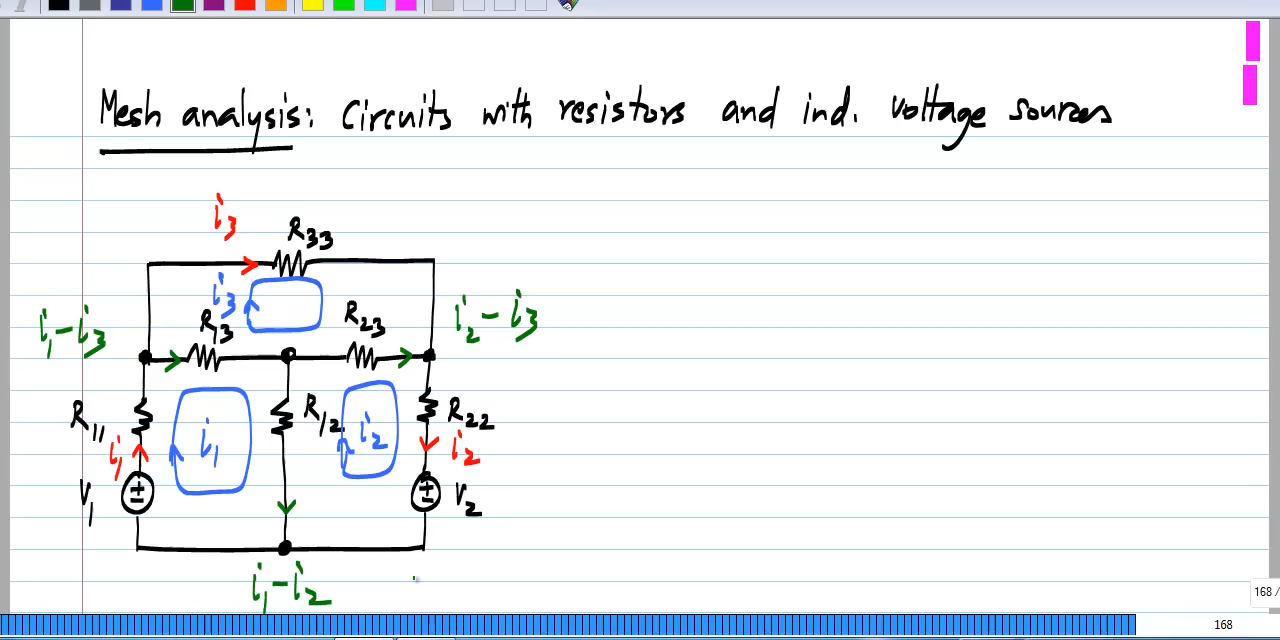 Mesh analysis: Circuits with resistors and ind. voltage sources
i3
R33
i3
i1-i3
R13
R23
i2-i3
R11
i1
i1
R12
i2
R22
i2
V1
V2
i1-i2
168 /
168